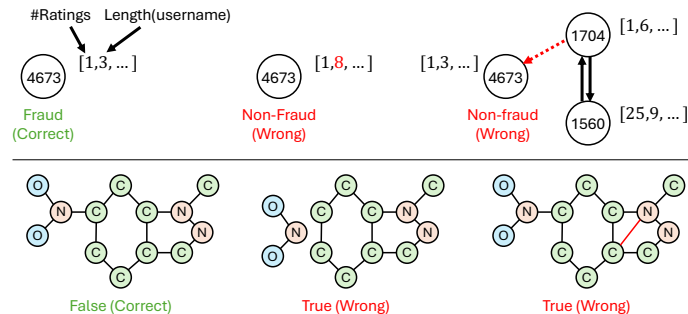 #Ratings Length(username)
4673 [1,3, ...]
Fraud
(Correct)
4673 [1,8, ...]
Non-Fraud
(Wrong)
[1,3, ...] 4673
Non-fraud
(Wrong)
1704 [1,6, ...]
1560 [25,9, ...]
O C C
N C C N
O N
C C C
C
False (Correct)
C C
O N C C N
O N
C C C
C
True (Wrong)
O C C
N C C N
O N
C C C
C
True (Wrong)